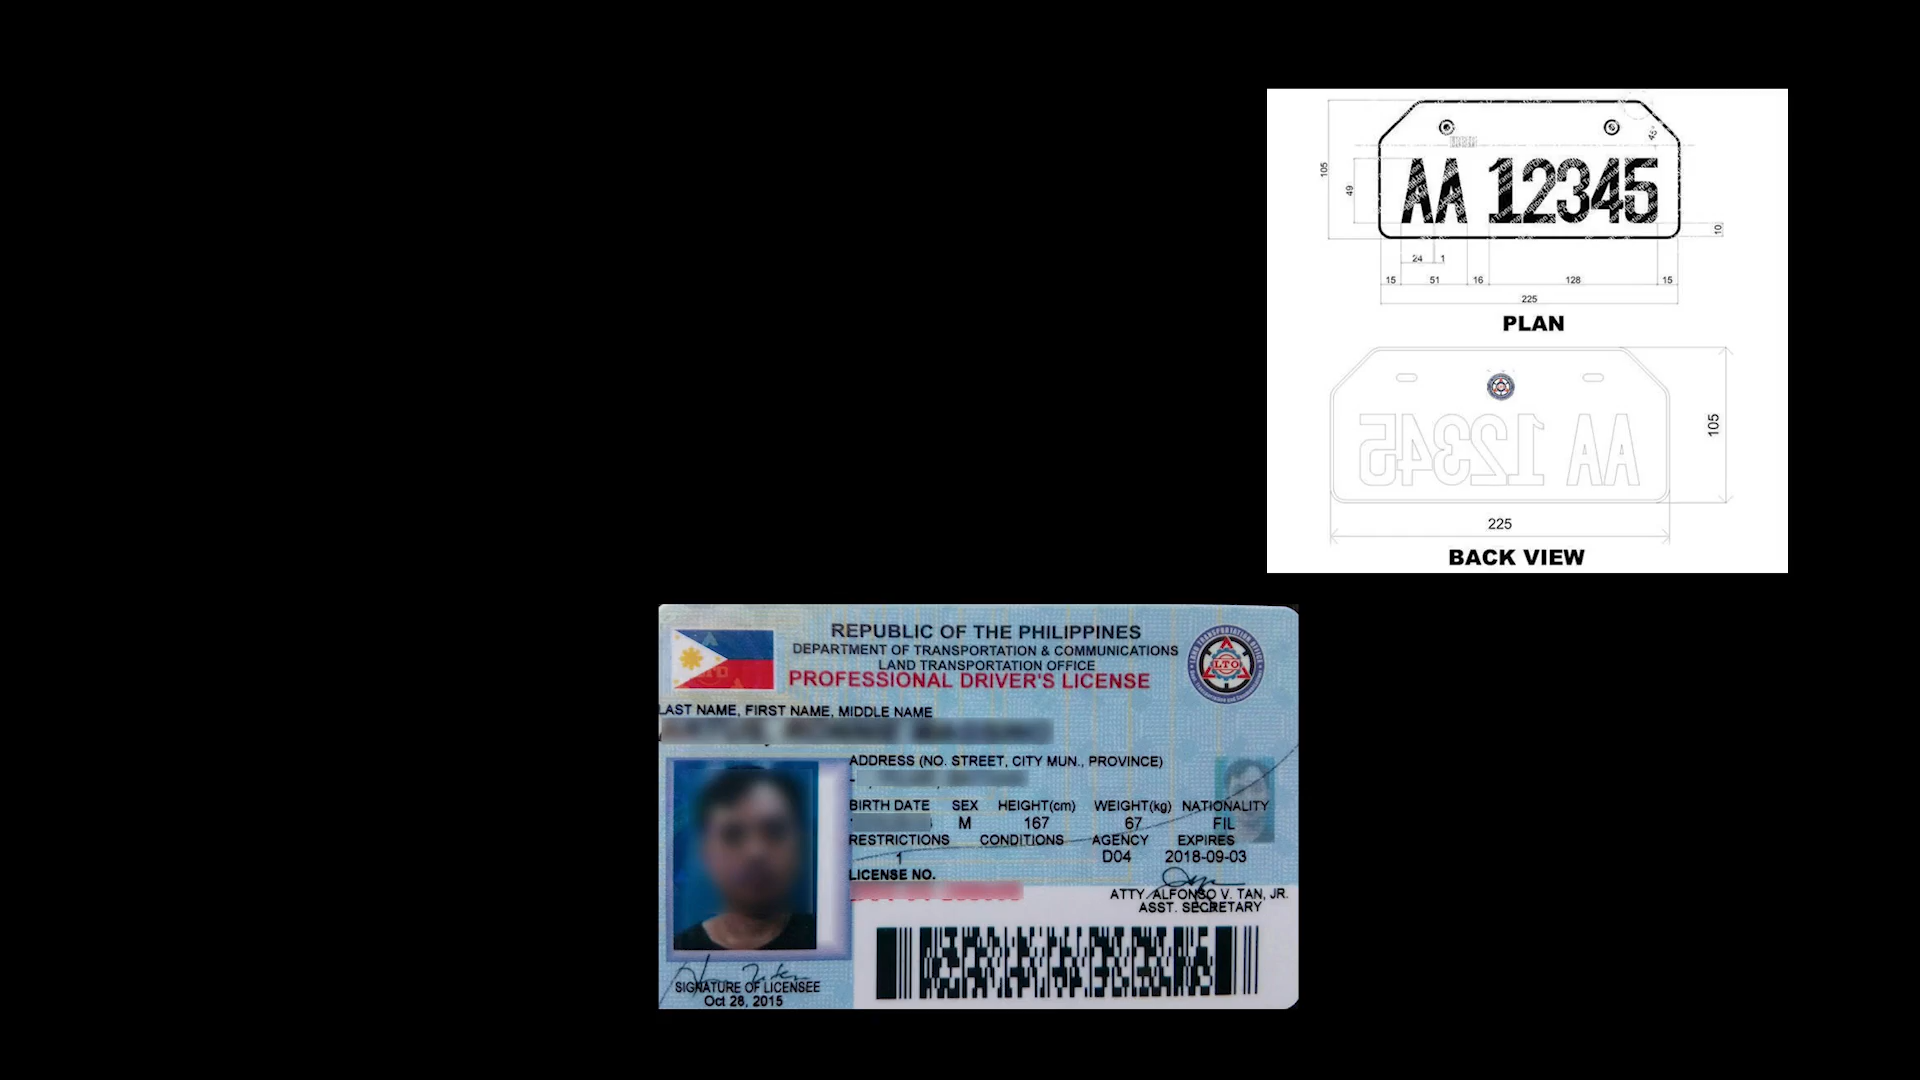 45°
105
49
AA 12345
10
24 1
15 51 16 128 15
225
PLAN
AA 12345
105
225
BACK VIEW
REPUBLIC OF THE PHILIPPINES
DEPARTMENT OF TRANSPORTATION & COMMUNICATIONS
LAND TRANSPORTATION OFFICE
PROFESSIONAL DRIVER'S LICENSE
LTO
LAST NAME, FIRST NAME, MIDDLE NAME
ADDRESS (NO. STREET, CITY MUN., PROVINCE)
BIRTH DATE SEX HEIGHT(cm) WEIGHT(kg) NATIONALITY
M 167 67 FIL
RESTRICTIONS CONDITIONS AGENCY EXPIRES
1 D04 2018-09-03
LICENSE NO.
ATTY. ALFONSO V. TAN, JR.
ASST. SECRETARY
SIGNATURE OF LICENSEE
Oct 28, 2015